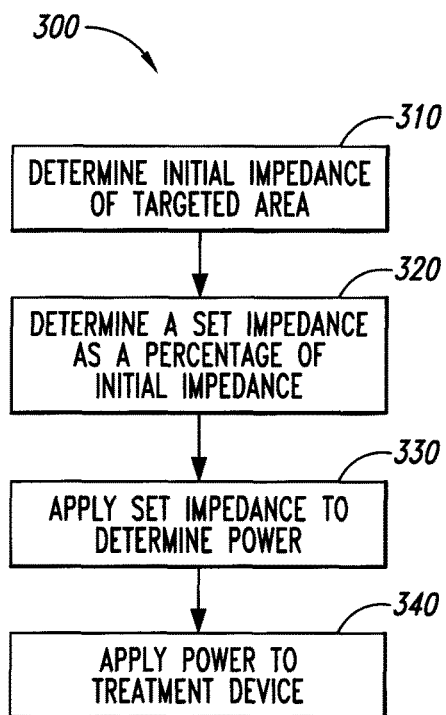 300
310
DETERMINE INITIAL IMPEDANCE
OF TARGETED AREA
320
DETERMINE A SET IMPEDANCE
AS A PERCENTAGE OF
INITIAL IMPEDANCE
330
APPLY SET IMPEDANCE TO
DETERMINE POWER
340
APPLY POWER TO
TREATMENT DEVICE